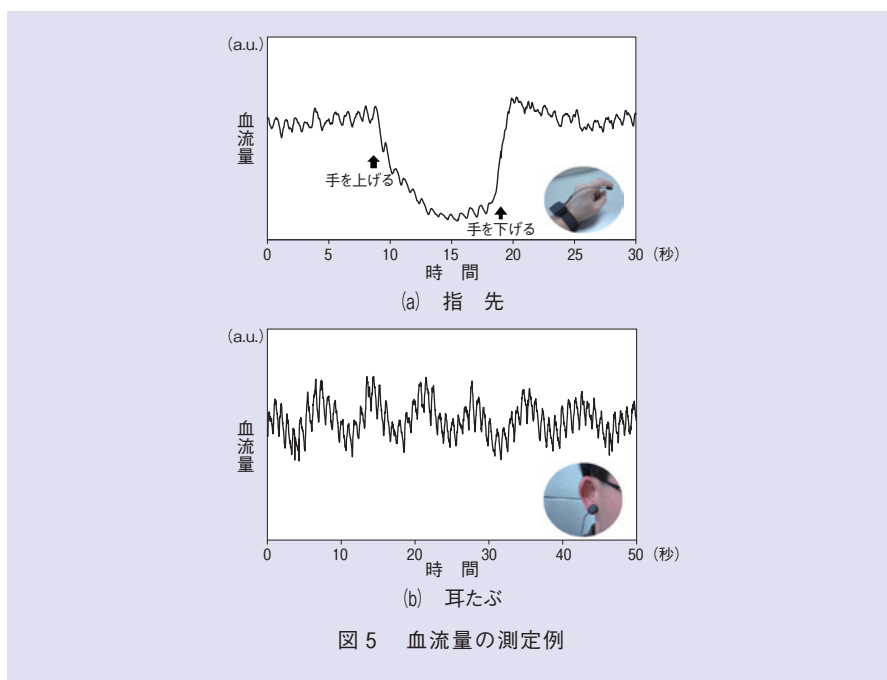 (a.u.)
血流量
手を上げる
手を下げる
0 5 10 15 20 25 30 (秒)
時 間
(a) 指 先
(a.u.)
血流量
0 10 20 30 40 50 (秒)
時 間
(b) 耳たぶ
図5 血流量の測定例